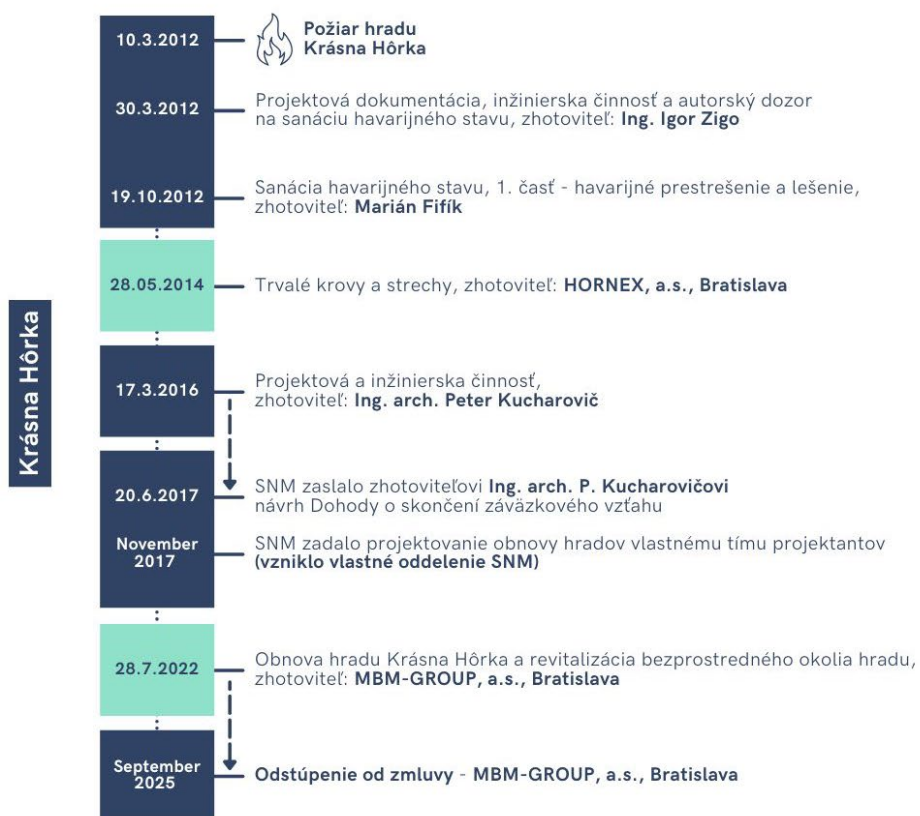 Krásna Hôrka
10.3.2012
Požiar hradu
Krásna Hôrka
30.3.2012
Projektová dokumentácia, inžinierska činnosť a autorský dozor
na sanáciu havarijného stavu, zhotoviteľ: Ing. Igor Zigo
19.10.2012
Sanácia havarijného stavu, 1. časť - havarijné prestrešenie a lešenie,
zhotoviteľ: Marián Fifík
28.05.2014
Trvalé krovy a strechy, zhotoviteľ: HORNEX, a.s., Bratislava
17.3.2016
Projektová a inžinierska činnosť,
zhotoviteľ: Ing. arch. Peter Kucharovič
20.6.2017
SNM zaslalo zhotoviteľovi Ing. arch. P. Kucharovičovi
návrh Dohody o skončení záväzkového vzťahu
November
2017
SNM zadalo projektovanie obnovy hradov vlastnému tímu projektantov
(vzniklo vlastné oddelenie SNM)
28.7.2022
Obnova hradu Krásna Hôrka a revitalizácia bezprostredného okolia hradu,
zhotoviteľ: MBM-GROUP, a.s., Bratislava
September
2025
Odstúpenie od zmluvy - MBM-GROUP, a.s., Bratislava